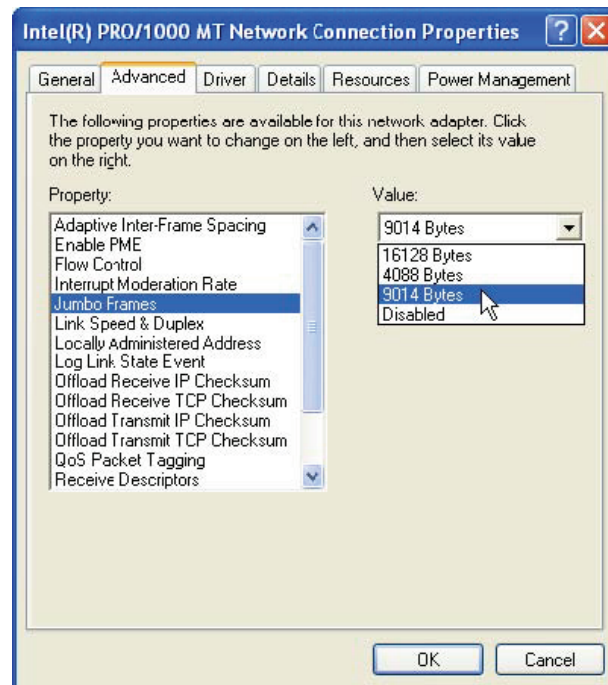 Intel(R) PRO/1000 MT Network Connection Properties
General Advanced Driver Details Resources Power Management
The following properties are available for this network adapter. Click
the property you want to change on the left, and then select its value
on the right.
Property:
Value:
Adaptive Inter-Frame Spacing
Enable PME
Flow Control
Interrupt Moderation Rate
Jumbo Frames
Link Speed & Duplex
Locally Administered Address
Log Link State Event
Offload Receive IP Checksum
Offload Receive TCP Checksum
Offload Transmit IP Checksum
Offload Transmit TCP Checksum
QoS Packet Tagging
Receive Descriptors
9014 Bytes
16128 Bytes
4088 Bytes
9014 Bytes
Disabled
OK Cancel